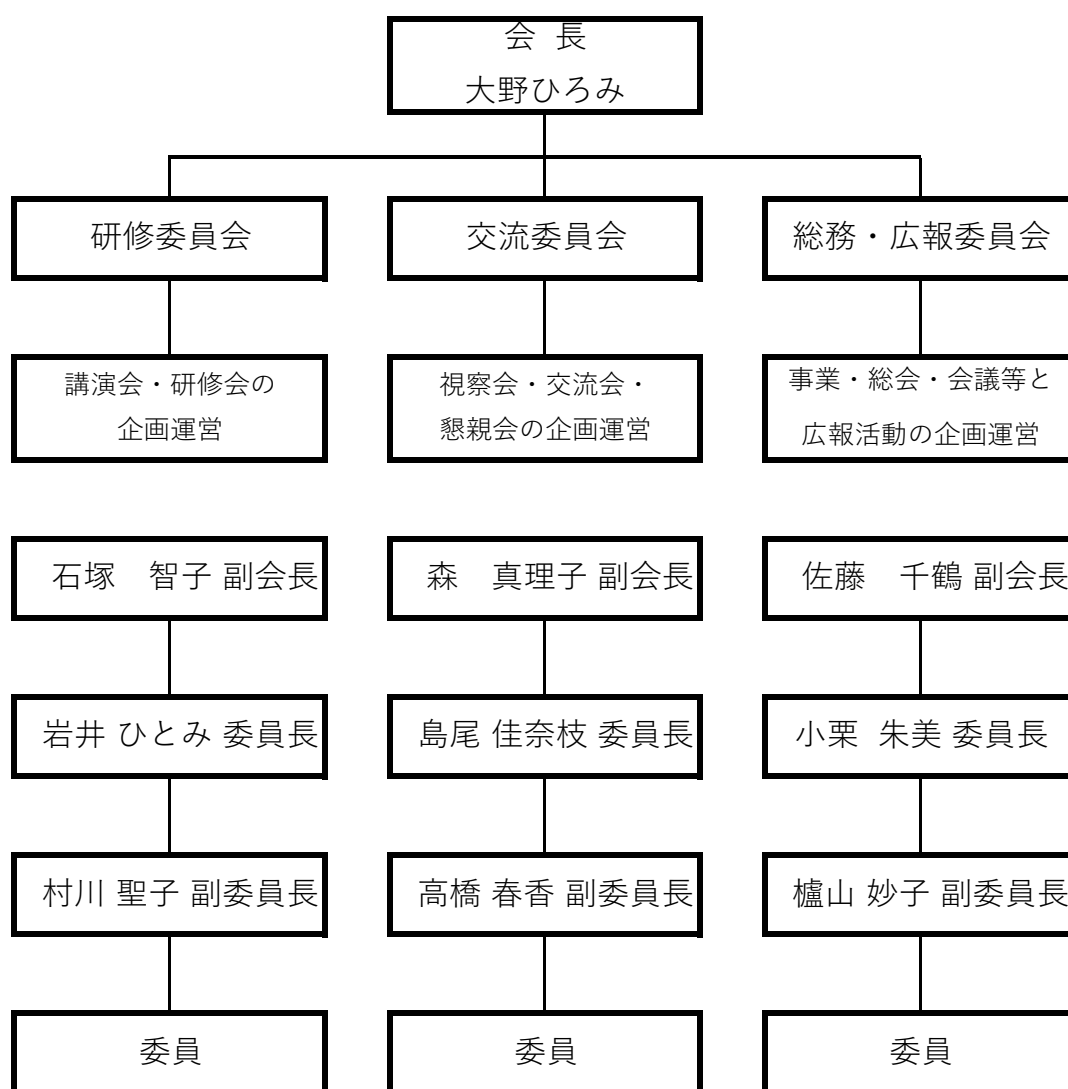 会 長
大野ひろみ
研修委員会
交流委員会
総務・広報委員会
講演会・研修会の
企画運営
視察会・交流会・
懇親会の企画運営
事業・総会・会議等と
広報活動の企画運営
石塚　智子 副会長
森　真理子 副会長
佐藤　千鶴 副会長
岩井 ひとみ 委員長
島尾 佳奈枝 委員長
小栗 朱美 委員長
村川 聖子 副委員長
高橋 春香 副委員長
櫨山 妙子 副委員長
委員
委員
委員